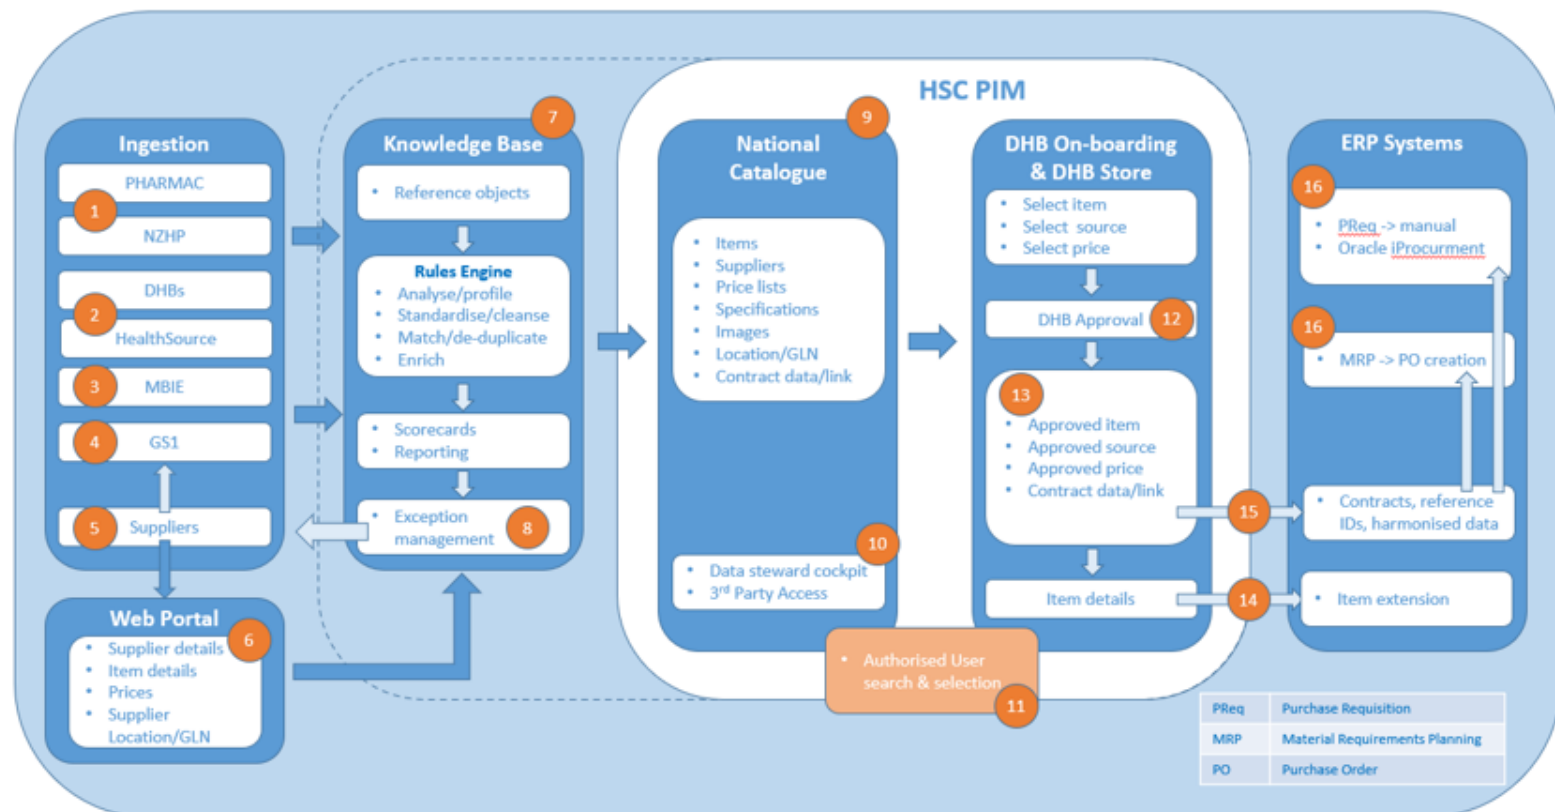 HSC PIM
Ingestion
PHARMAC
1
NZHP
DHBs
2
HealthSource
3
MBIE
4
GS1
5
Suppliers
Web Portal
6
• Supplier details
• Item details
• Prices
• Supplier
Location/GLN
7
Knowledge Base
• Reference objects
Rules Engine
• Analyse/profile
• Standardise/cleanse
• Match/de-duplicate
• Enrich
• Scorecards
• Reporting
• Exception
management
8
9
National
Catalogue
• Items
• Suppliers
• Price lists
• Specifications
• Images
• Location/GLN
• Contract data/link
10
• Data steward cockpit
• 3rd Party Access
• Authorised User
search & selection
11
DHB On-boarding
& DHB Store
• Select item
• Select source
• Select price
DHB Approval
12
13
• Approved item
• Approved source
• Approved price
• Contract data/link
Item details
15
14
ERP Systems
16
• PReq -> manual
• Oracle iProcurment
16
• MRP -> PO creation
• Contracts, reference
IDs, harmonised data
• Item extension
PReq Purchase Requisition
MRP Material Requirements Planning
PO Purchase Order